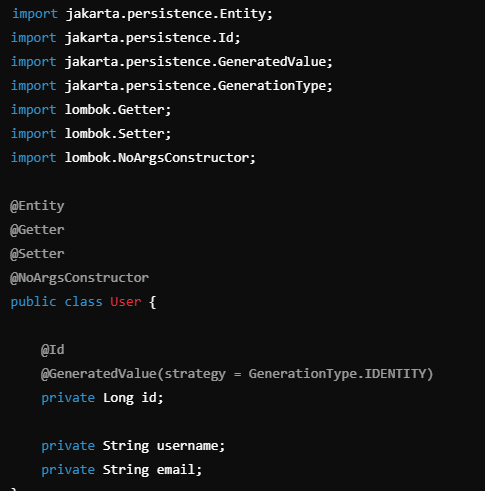 import jakarta.persistence.Entity;
import jakarta.persistence.Id;
import jakarta.persistence.GeneratedValue;
import jakarta.persistence.GenerationType;
import lombok.Getter;
import lombok.Setter;
import lombok.NoArgsConstructor;

@Entity
@Getter
@Setter
@NoArgsConstructor
public class User {

    @Id
    @GeneratedValue(strategy = GenerationType.IDENTITY)
    private Long id;

    private String username;
    private String email;
}